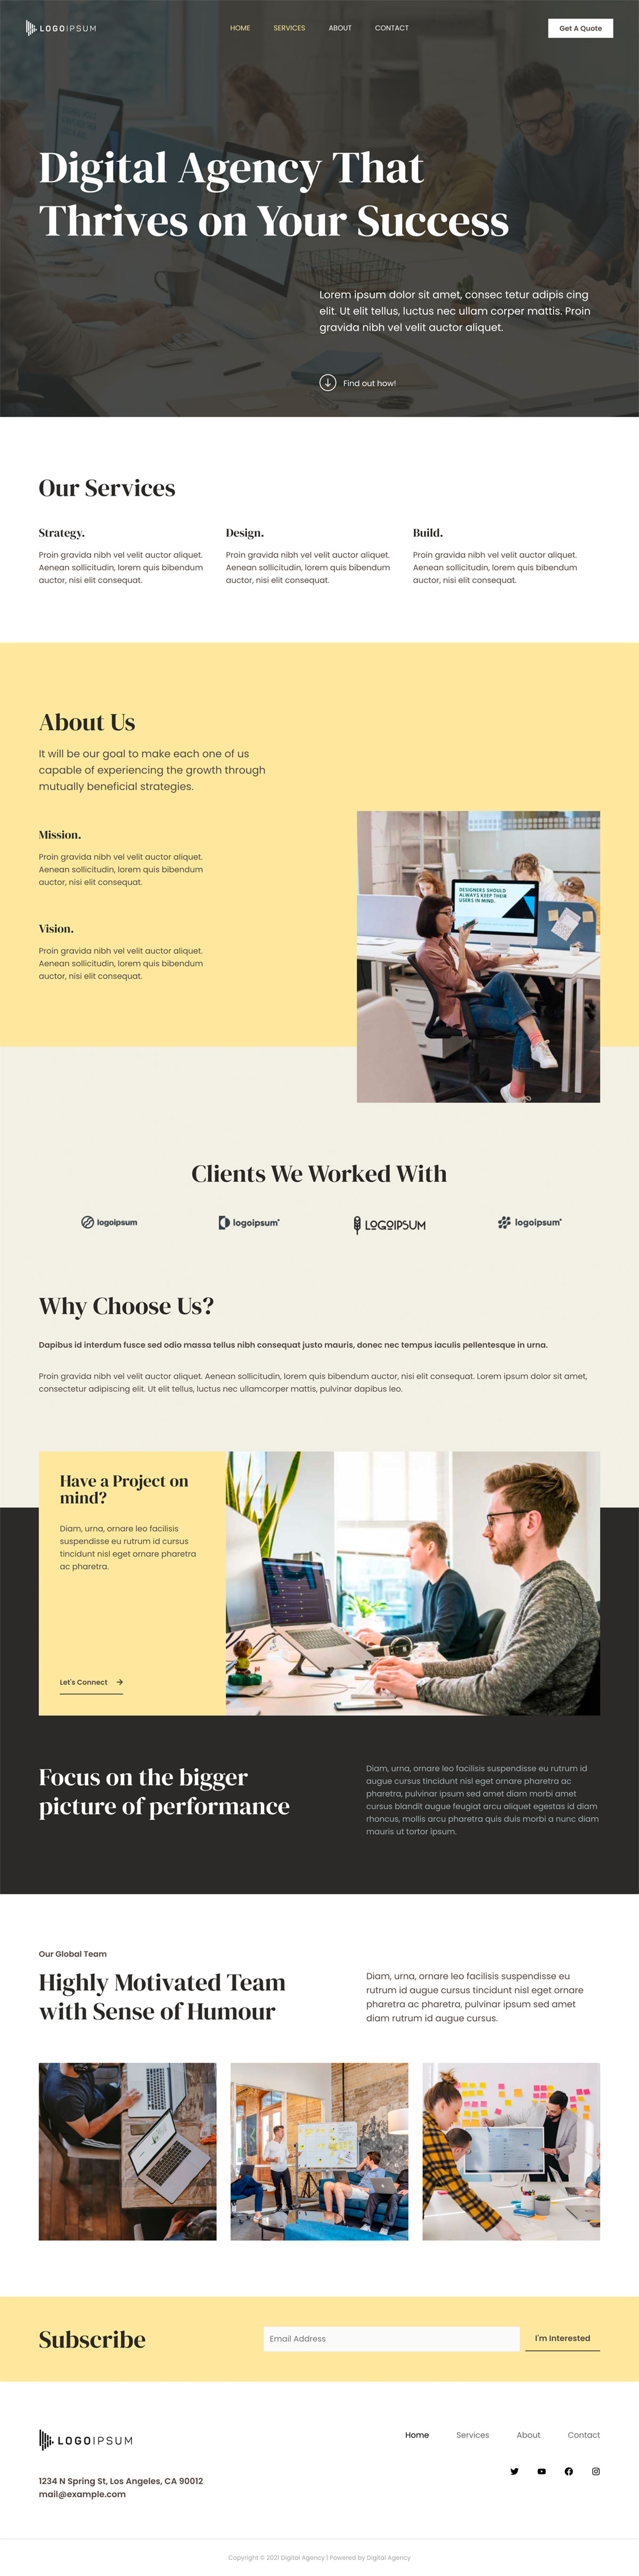 LOGOIPSUM
HOME
SERVICES
ABOUT
CONTACT
Get A Quote
Digital Agency That
Thrives on Your Success
Lorem ipsum dolor sit amet, consec tetur adipis cing
elit. Ut elit tellus, luctus nec ullam corper mattis. Proin
gravida nibh vel velit auctor aliquet.
Find out how!
Our Services
Strategy.
Proin gravida nibh vel velit auctor aliquet.
Aenean sollicitudin, lorem quis bibendum
auctor, nisi elit consequat.
Design.
Proin gravida nibh vel velit auctor aliquet.
Aenean sollicitudin, lorem quis bibendum
auctor, nisi elit consequat.
Build.
Proin gravida nibh vel velit auctor aliquet.
Aenean sollicitudin, lorem quis bibendum
auctor, nisi elit consequat.
About Us
It will be our goal to make each one of us
capable of experiencing the growth through
mutually beneficial strategies.
Mission.
Proin gravida nibh vel velit auctor aliquet.
Aenean sollicitudin, lorem quis bibendum
auctor, nisi elit consequat.
Vision.
Proin gravida nibh vel velit auctor aliquet.
Aenean sollicitudin, lorem quis bibendum
auctor, nisi elit consequat.
DESIGNERS SHOULD
ALWAYS KEEP THEIR
USERS IN MIND.
Clients We Worked With
logoipsum
logoipsum
LOGOIPSUM
logoipsum
Why Choose Us?
Dapibus id interdum fusce sed odio massa tellus nibh consequat justo mauris, donec nec tempus iaculis pellentesque in urna.
Proin gravida nibh vel velit auctor aliquet. Aenean sollicitudin, lorem quis bibendum auctor, nisi elit consequat. Lorem ipsum dolor sit amet,
consectetur adipiscing elit. Ut elit tellus, luctus nec ullamcorper mattis, pulvinar dapibus leo.
Have a Project on
mind?
Diam, urna, ornare leo facilisis
suspendisse eu rutrum id cursus
tincidunt nisl eget ornare pharetra
ac pharetra.
Let's Connect
Focus on the bigger
picture of performance
Diam, urna, ornare leo facilisis suspendisse eu rutrum id
augue cursus tincidunt nisl eget ornare pharetra ac
pharetra, pulvinar ipsum sed amet diam morbi amet
cursus blandit augue feugiat arcu aliquet egestas id diam
rhoncus, mollis arcu pharetra quis duis morbi a nunc diam
mauris ut tortor ipsum.
Our Global Team
Highly Motivated Team
with Sense of Humour
Diam, urna, ornare leo facilisis suspendisse eu
rutrum id augue cursus tincidunt nisl eget ornare
pharetra ac pharetra, pulvinar ipsum sed amet
diam rutrum id augue cursus.
Subscribe
Email Address
I'm Interested
LOGOIPSUM
Home
Services
About
Contact
1234 N Spring St, Los Angeles, CA 90012
mail@example.com
Copyright © 2021 Digital Agency | Powered by Digital Agency